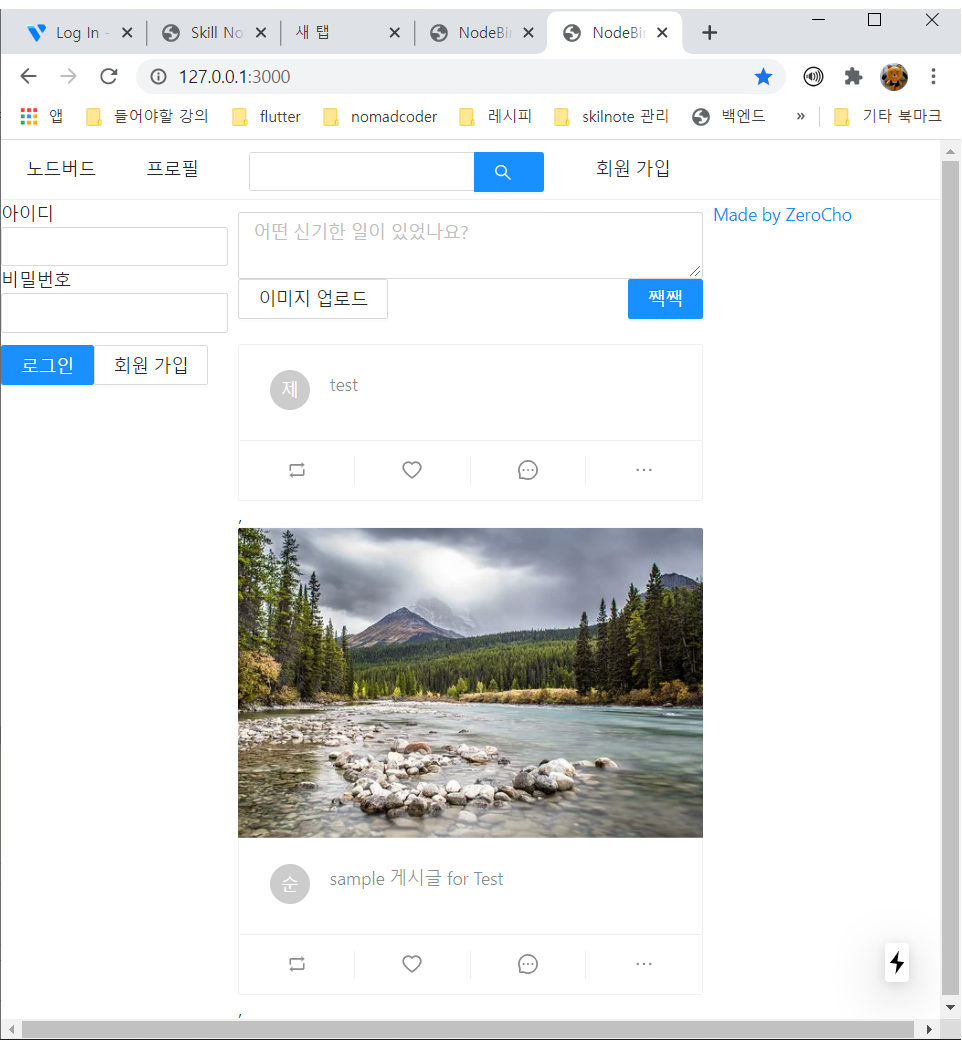 Log In -
Skill No
새 탭
NodeBir
NodeBir
127.0.0.1:3000
앱
들어야할 강의
flutter
nomadcoder
레시피
skilnote 관리
백엔드
»
기타 북마크
노드버드
프로필
회원 가입
아이디
어떤 신기한 일이 있었나요?
Made by ZeroCho
비밀번호
이미지 업로드
짹짹
로그인
회원 가입
제
test
,
순
sample 게시글 for Test
,